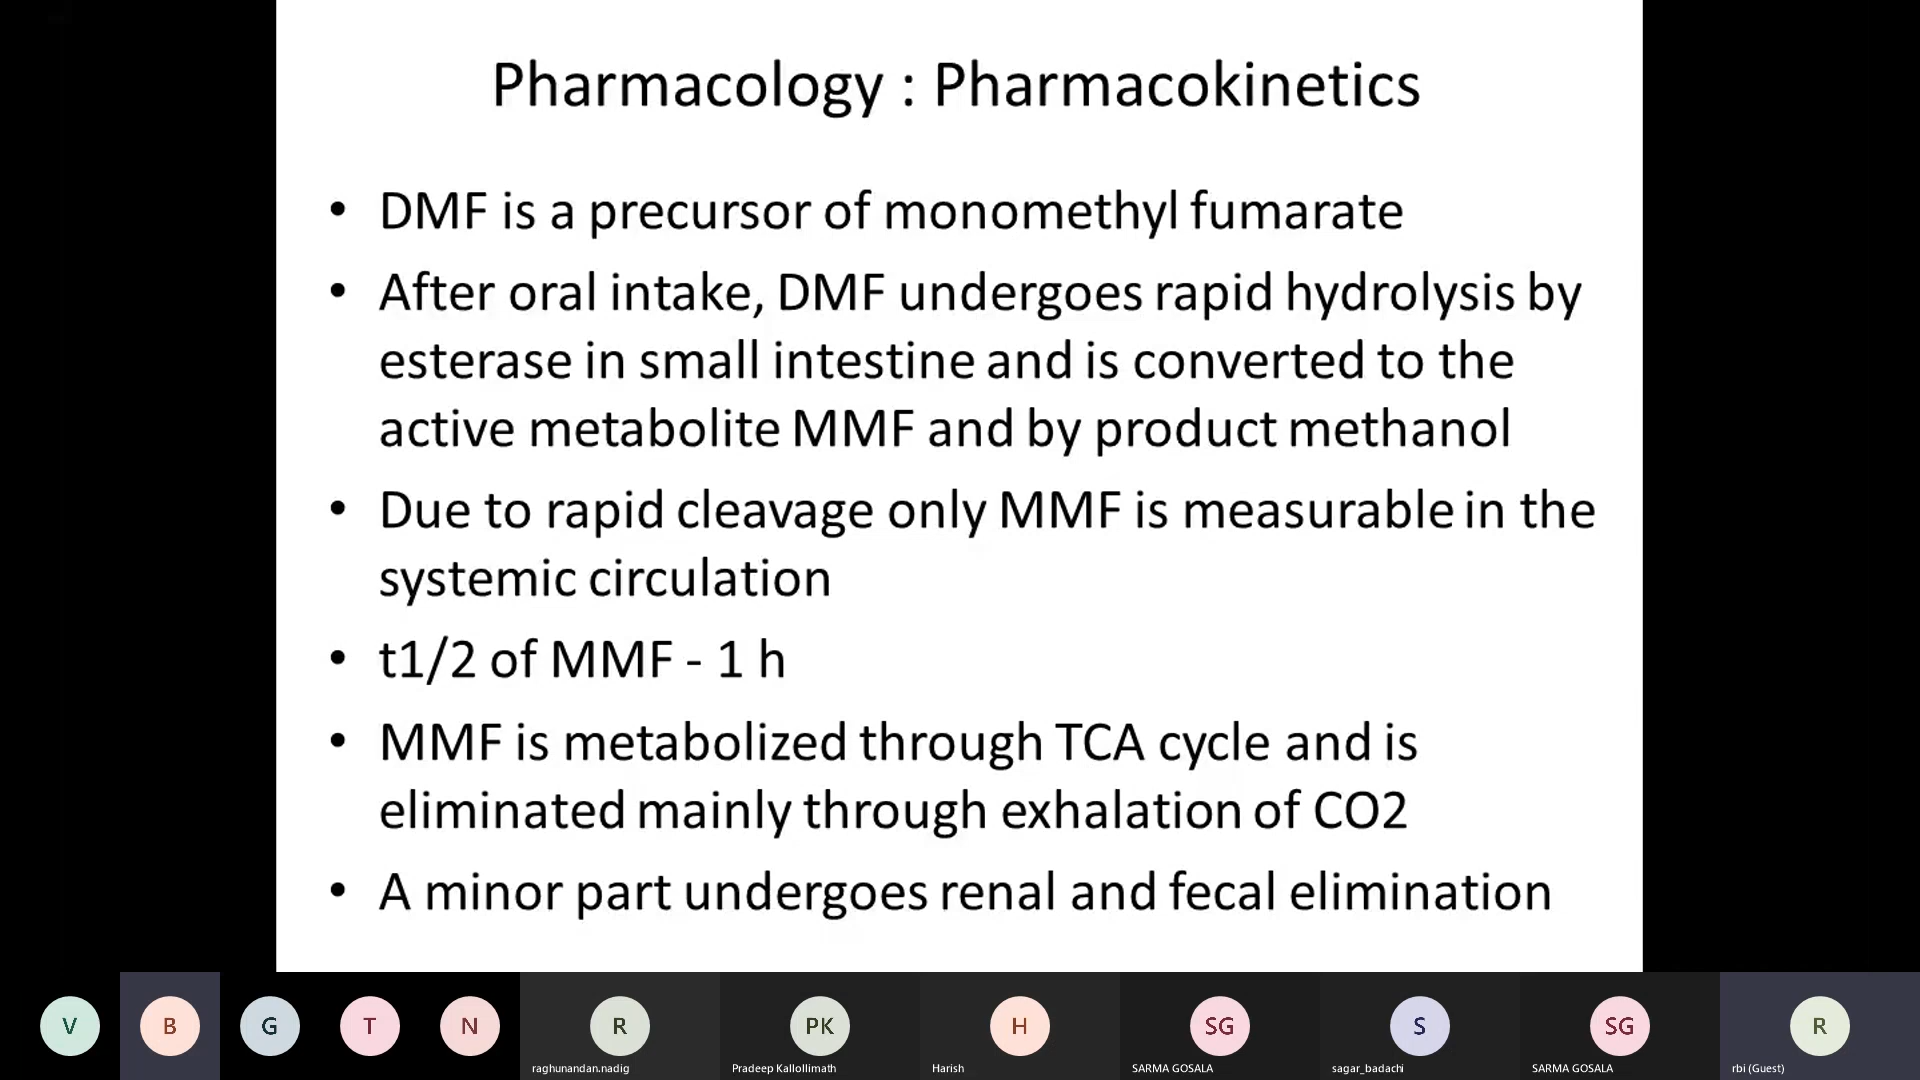 Pharmacology : Pharmacokinetics
• DMF is a precursor of monomethyl fumarate
• After oral intake, DMF undergoes rapid hydrolysis by
esterase in small intestine and is converted to the
active metabolite MMF and by product methanol
• Due to rapid cleavage only MMF is measurable in the
systemic circulation
• t1/2 of MMF - 1 h
• MMF is metabolized through TCA cycle and is
eliminated mainly through exhalation of CO2
• A minor part undergoes renal and fecal elimination
V B G T N R PK H SG S SG R
raghunandan.nadig Pradeep Kallollimath Harish SARMA GOSALA sagar_badachi SARMA GOSALA rbi (Guest)